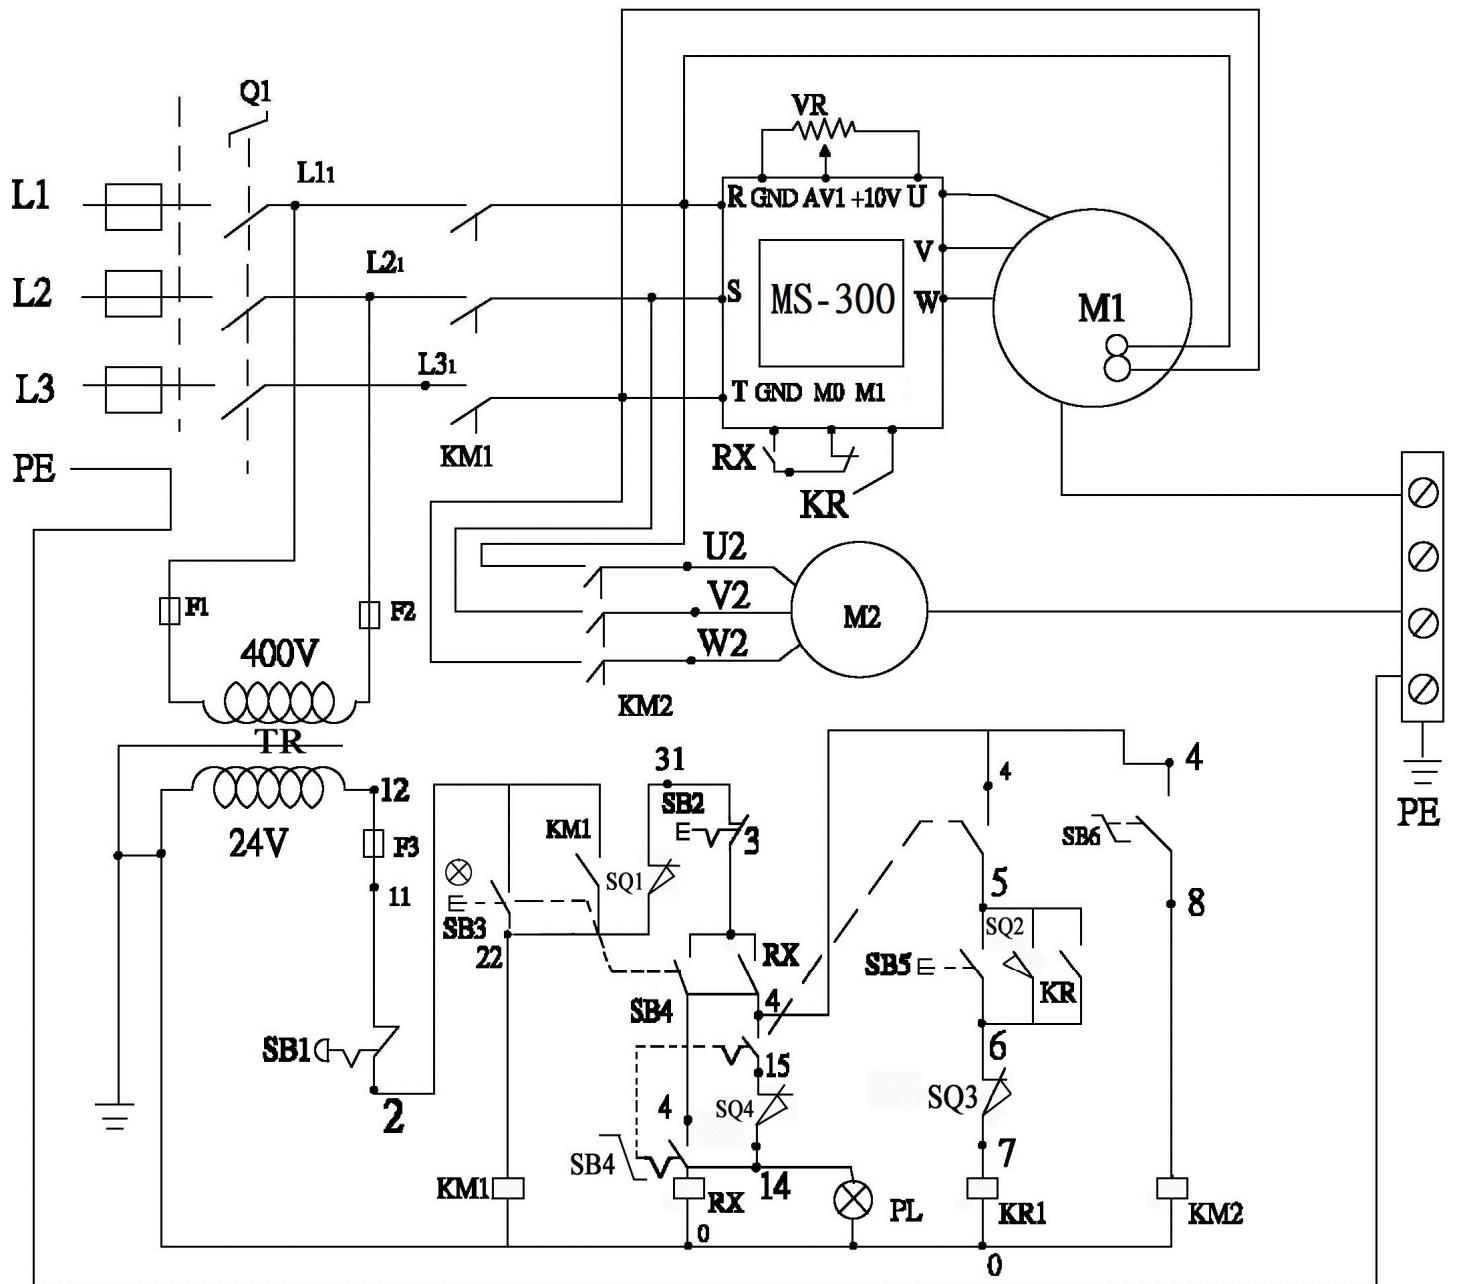 Q1
VR
L1
L1₁
R GND AV1 +10V U
V
L2
L2₁
S
MS-300
W
M1
L3
L3₁
T GND M0 M1
KM1
RX
KR
PE
U2
F1
F2
V2
M2
400V
W2
KM2
TR
12
24V
F3
11
31
SB2
3
KM1
SQ1
SB3
22
4
4
SB6
PE
5
8
SQ2
RX
SB5
KR
SB4
4
SB1
15
6
2
4
SQ4
SQ3
SB4
7
KM1
RX
14
PL
KR1
KM2
0
0